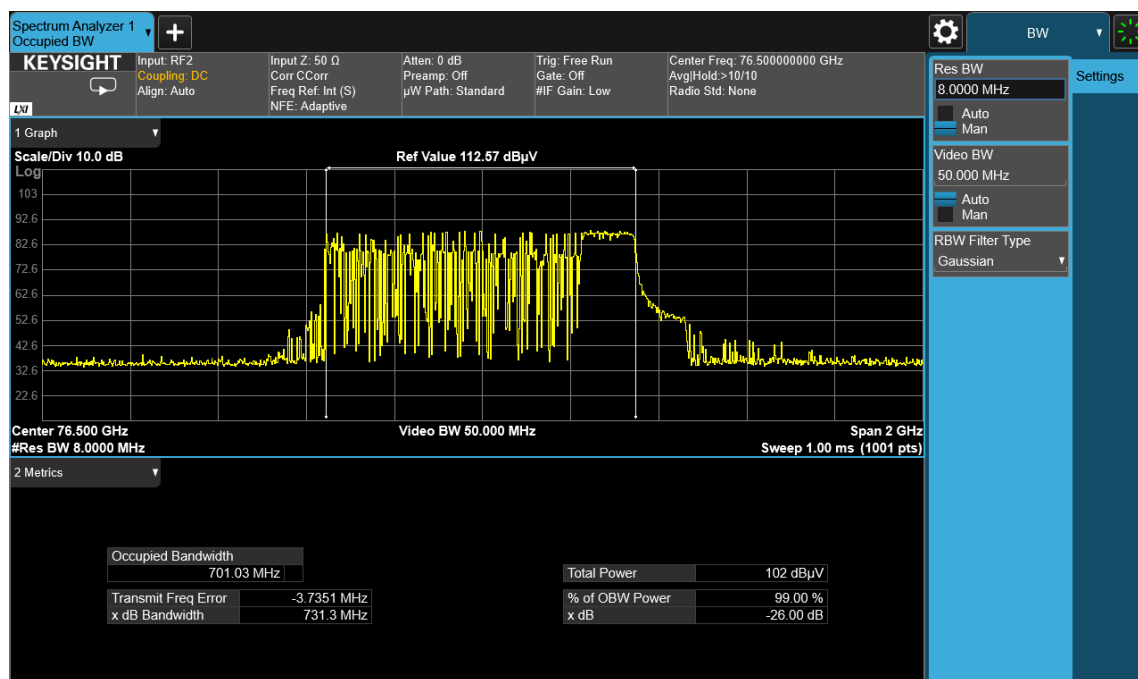 Spectrum Analyzer 1
Occupied BW
+
BW
KEYSIGHT
LXI
Input: RF2
Coupling: DC
Align: Auto
Input Z: 50 Ω
Corr CCorr
Freq Ref: Int (S)
NFE: Adaptive
Atten: 0 dB
Preamp: Off
µW Path: Standard
Trig: Free Run
Gate: Off
#IF Gain: Low
Center Freq: 76.500000000 GHz
Avg|Hold:>10/10
Radio Std: None
1 Graph
Scale/Div 10.0 dB
Ref Value 112.57 dBµV
Log
103
92.6
82.6
72.6
62.6
52.6
42.6
32.6
22.6
Center 76.500 GHz
Video BW 50.000 MHz
Span 2 GHz
#Res BW 8.0000 MHz
Sweep 1.00 ms (1001 pts)
2 Metrics
Occupied Bandwidth
701.03 MHz
Transmit Freq Error
-3.7351 MHz
x dB Bandwidth
731.3 MHz
Total Power
102 dBµV
% of OBW Power
99.00 %
x dB
-26.00 dB
Res BW
8.0000 MHz
Auto
Man
Video BW
50.000 MHz
Auto
Man
RBW Filter Type
Gaussian
Settings